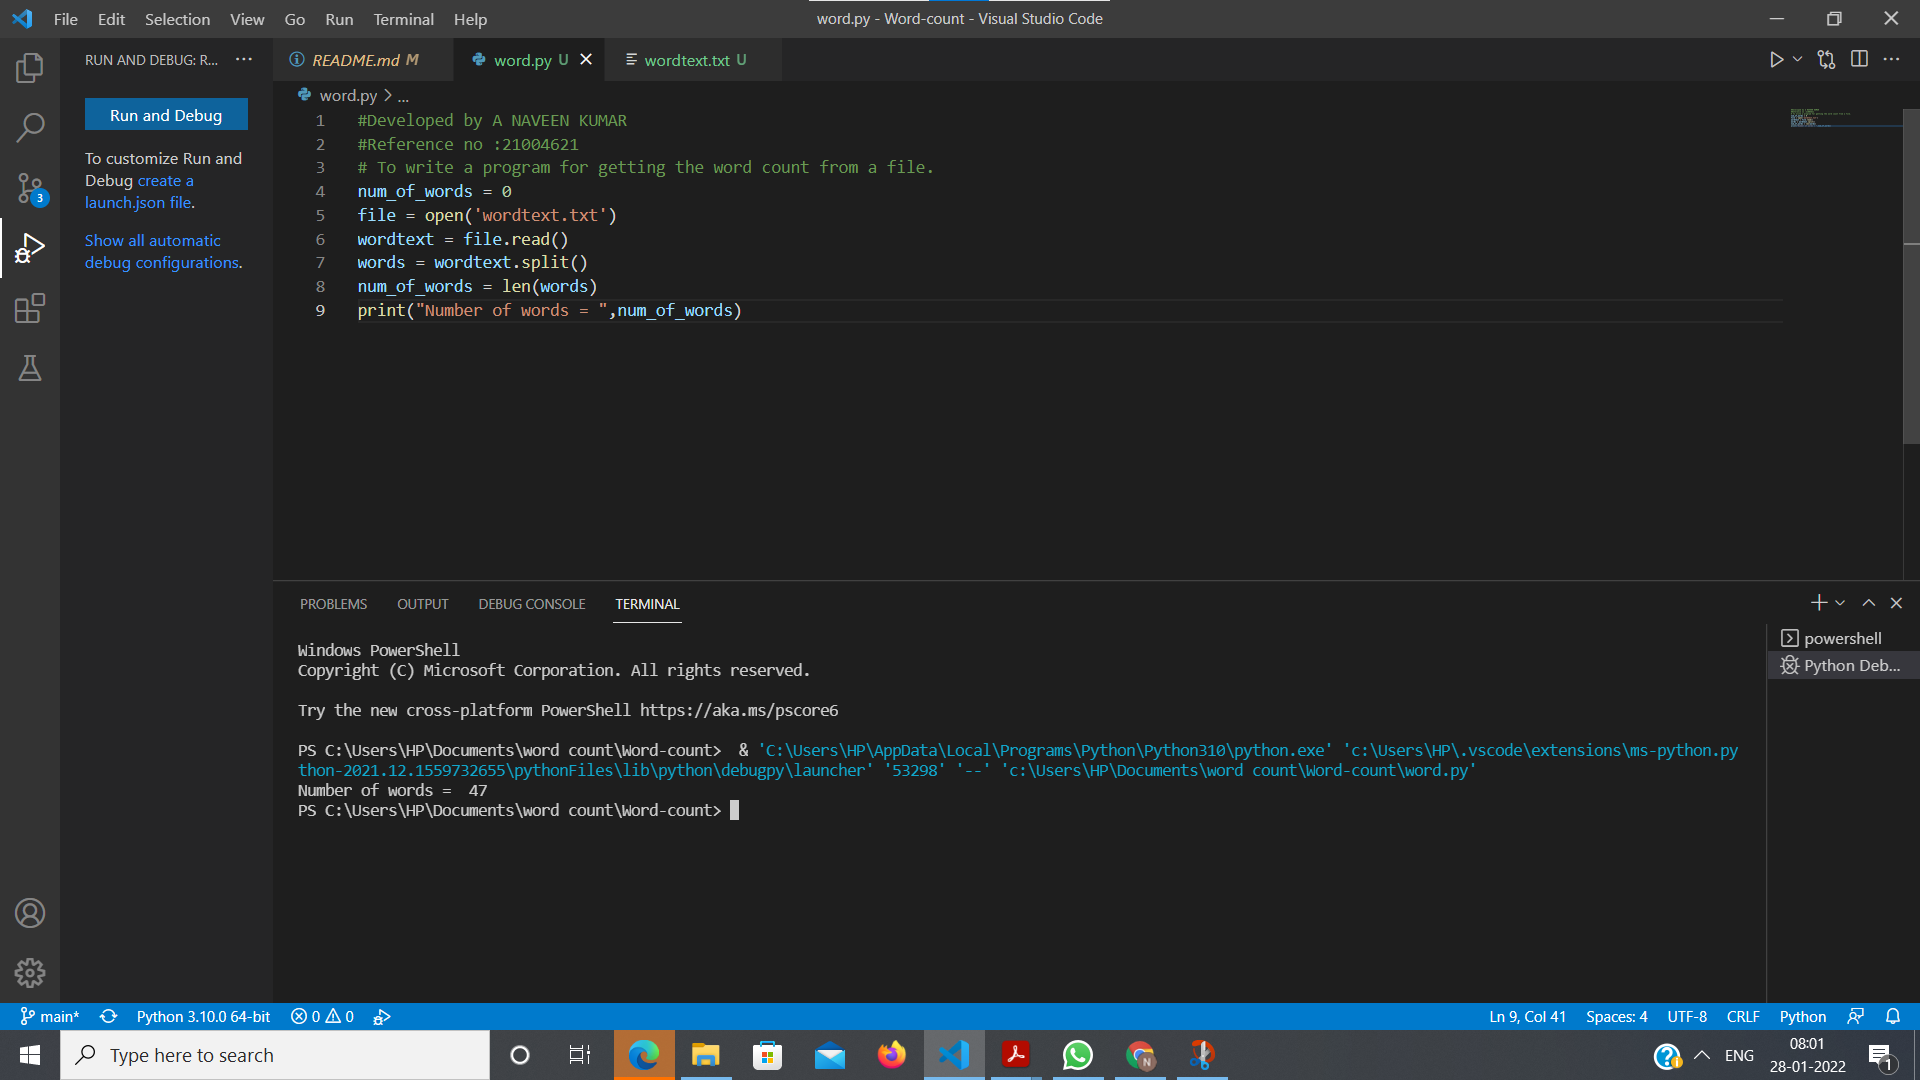 File Edit Selection View Go Run Terminal Help
word.py - Word-count - Visual Studio Code
RUN AND DEBUG: R... ···
README.md M
word.py U
wordtext.txt U
Run and Debug
To customize Run and
Debug create a
launch.json file.
Show all automatic
debug configurations.
3
word.py > ...
1 #Developed by A NAVEEN KUMAR
2 #Reference no :21004621
3 # To write a program for getting the word count from a file.
4 num_of_words = 0
5 file = open('wordtext.txt')
6 wordtext = file.read()
7 words = wordtext.split()
8 num_of_words = len(words)
9 print("Number of words = ",num_of_words)
PROBLEMS OUTPUT DEBUG CONSOLE TERMINAL
powershell
Python Deb...
Windows PowerShell
Copyright (C) Microsoft Corporation. All rights reserved.
Try the new cross-platform PowerShell https://aka.ms/pscore6
PS C:\Users\HP\Documents\word count\Word-count>  & 'C:\Users\HP\AppData\Local\Programs\Python\Python310\python.exe' 'c:\Users\HP\.vscode\extensions\ms-python.py
thon-2021.12.1559732655\pythonFiles\lib\python\debugpy\launcher' '53298' '--' 'c:\Users\HP\Documents\word count\Word-count\word.py'
Number of words =  47
PS C:\Users\HP\Documents\word count\Word-count>
main* Python 3.10.0 64-bit 0 0 Ln 9, Col 41 Spaces: 4 UTF-8 CRLF Python
Type here to search
N
ENG
08:01
28-01-2022
1